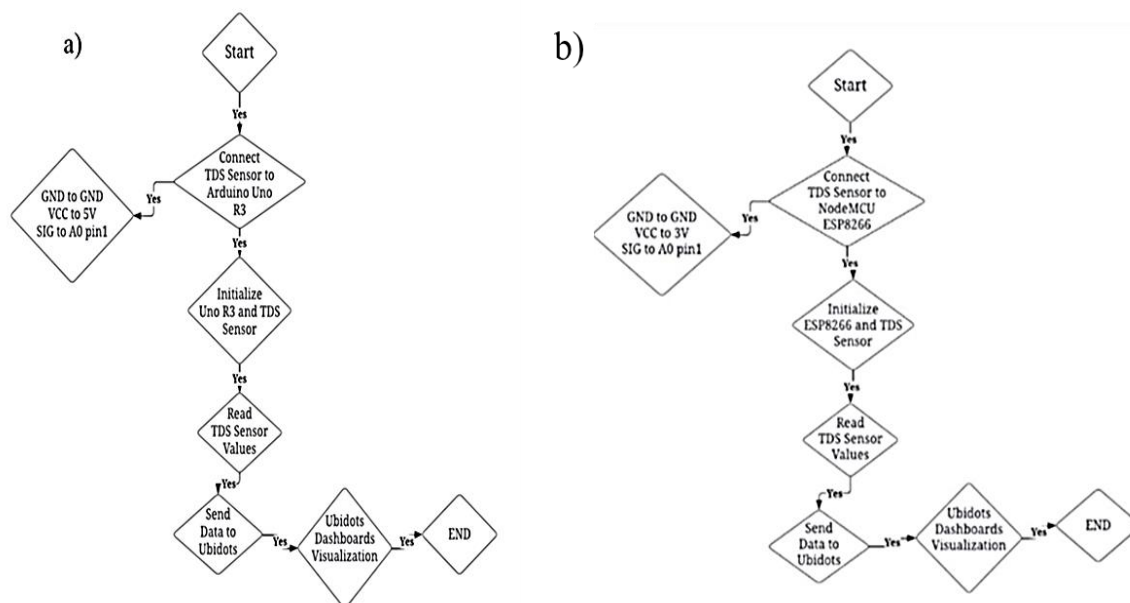 a)
Start
Yes
Connect
TDS Sensor to
Arduino Uno
R3
Yes
GND to GND
VCC to 5V
SIG to A0 pin1
Yes
Initialize
Uno R3 and TDS
Sensor
Yes
Read
TDS Sensor
Values
Yes
Send
Data to
Ubidots
Yes
Ubidots
Dashboards
Visualization
Yes
END
b)
Start
Yes
Connect
TDS Sensor to
NodeMCU
ESP8266
Yes
GND to GND
VCC to 3V
SIG to A0 pin1
Yes
Initialize
ESP8266 and TDS
Sensor
Yes
Read
TDS Sensor
Values
Yes
Send
Data to
Ubidots
Yes
Ubidots
Dashboards
Visualization
Yes
END